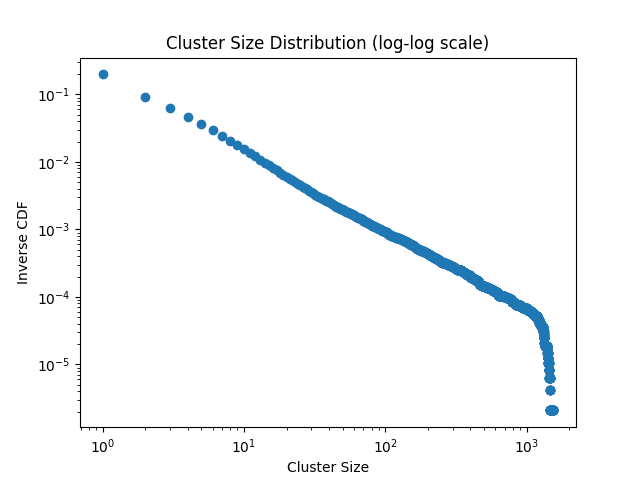 Cluster Size Distribution (log-log scale)
Inverse CDF
10⁻¹
10⁻²
10⁻³
10⁻⁴
10⁻⁵
10⁰ 10¹ 10² 10³
Cluster Size